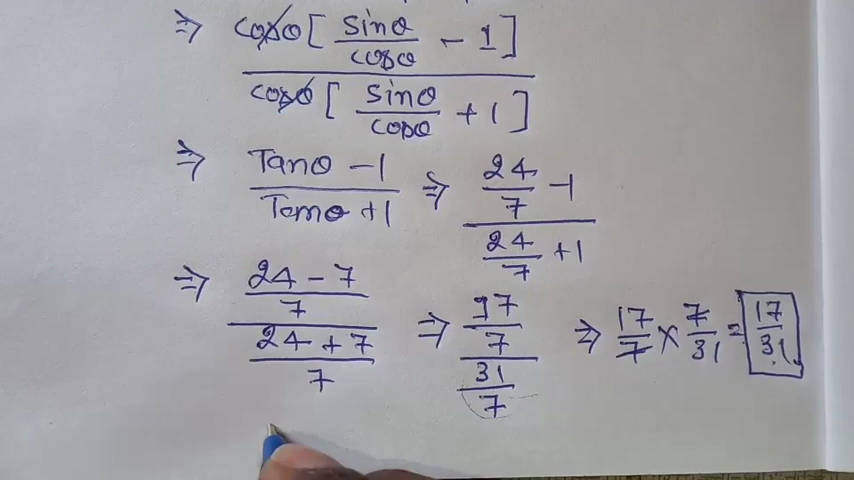 ⇒ cosθ [ sinθ/cosθ - 1 ] / cosθ [ sinθ/cosθ + 1 ]
⇒ Tanθ - 1 / Tanθ + 1 ⇒ 24/7 - 1 / 24/7 + 1
⇒ 24 - 7 / 7 / 24 + 7 / 7 ⇒ 17/7 / 31/7 ⇒ 17/7 × 7/31 = 17/31